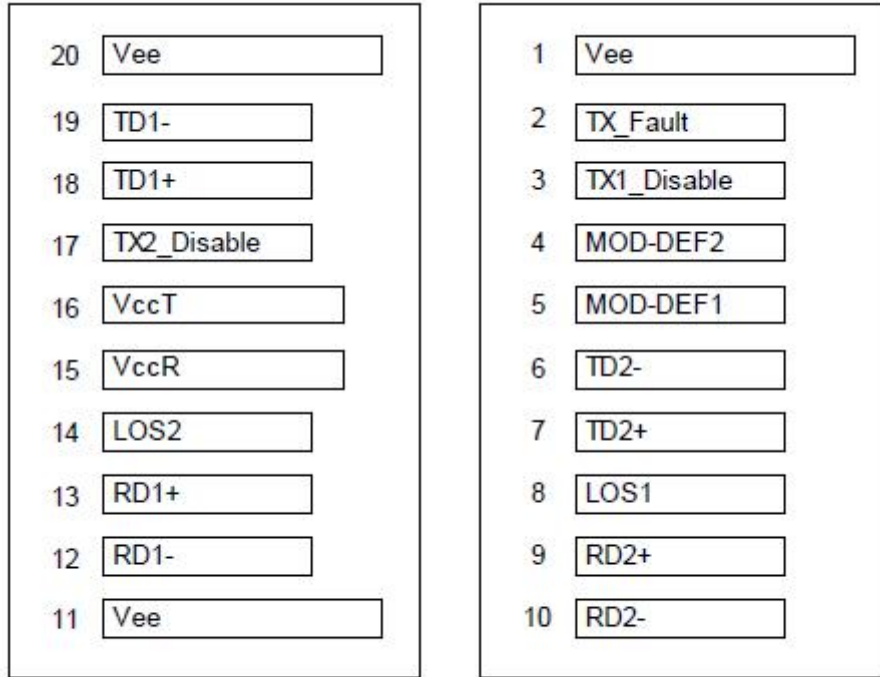 20 Vee
19 TD1-
18 TD1+
17 TX2_Disable
16 VccT
15 VccR
14 LOS2
13 RD1+
12 RD1-
11 Vee
1 Vee
2 TX_Fault
3 TX1_Disable
4 MOD-DEF2
5 MOD-DEF1
6 TD2-
7 TD2+
8 LOS1
9 RD2+
10 RD2-